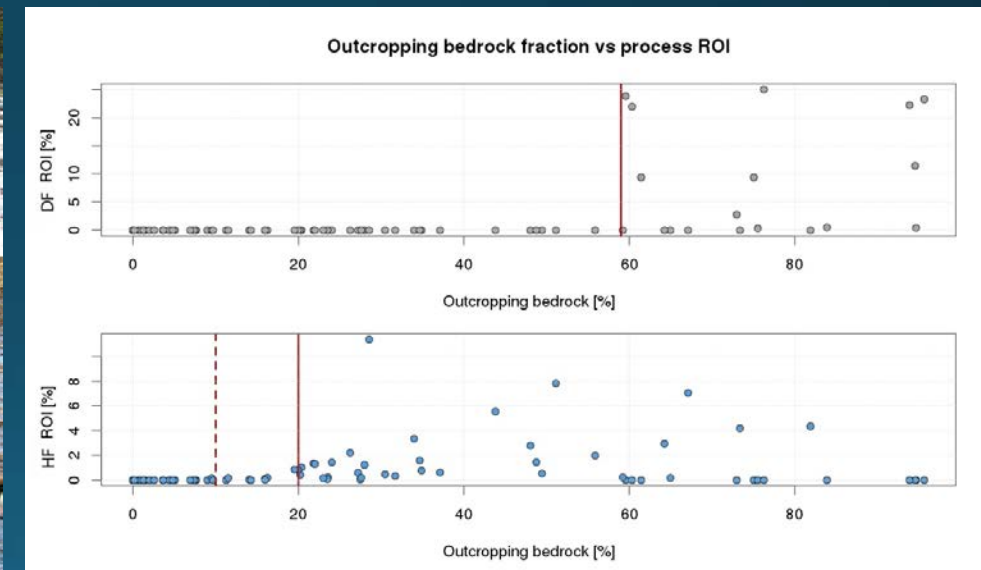 Outcropping bedrock fraction vs process ROI
DF ROI [%]
20
10
5
0
0 20 40 60 80
Outcropping bedrock [%]
HF ROI [%]
8
6
4
2
0
0 20 40 60 80
Outcropping bedrock [%]